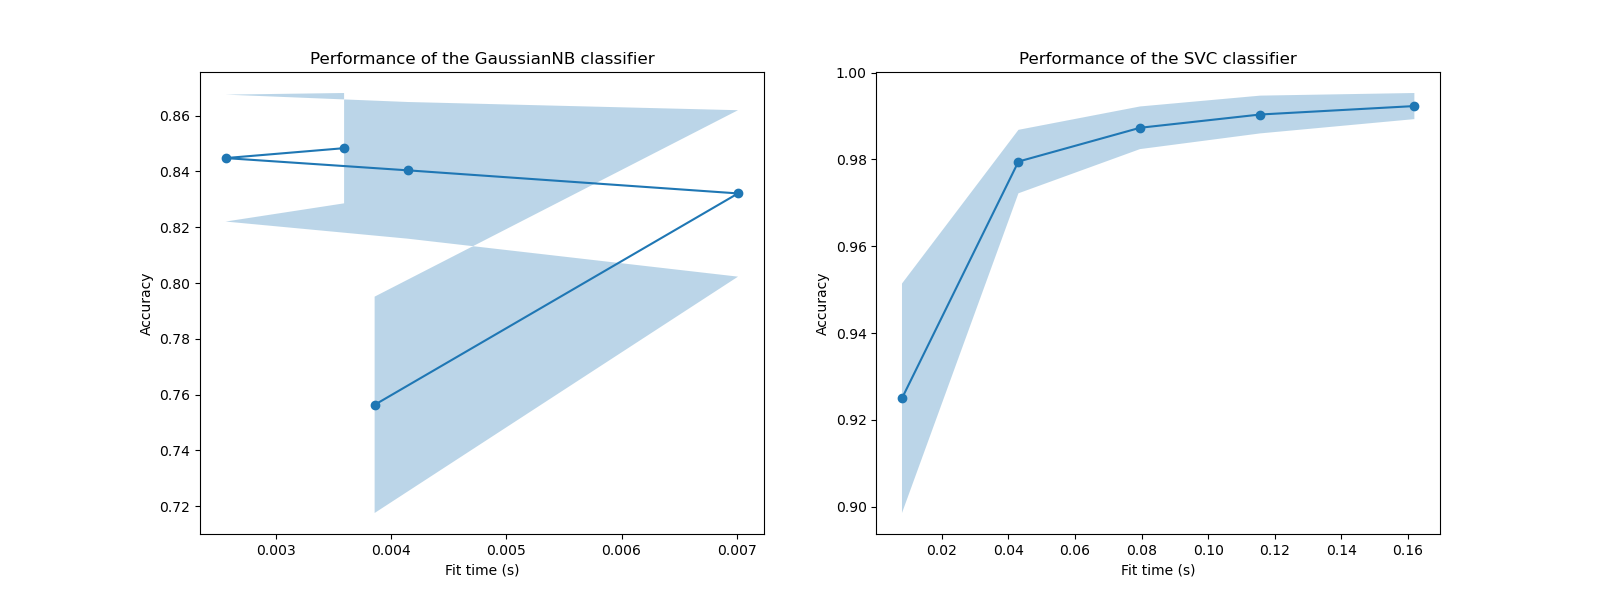 Performance of the GaussianNB classifier
0.86
0.84
0.82
0.80
0.78
0.76
0.74
0.72
Accuracy
0.003 0.004 0.005 0.006 0.007
Fit time (s)
Performance of the SVC classifier
1.00
0.98
0.96
0.94
0.92
0.90
Accuracy
0.02 0.04 0.06 0.08 0.10 0.12 0.14 0.16
Fit time (s)